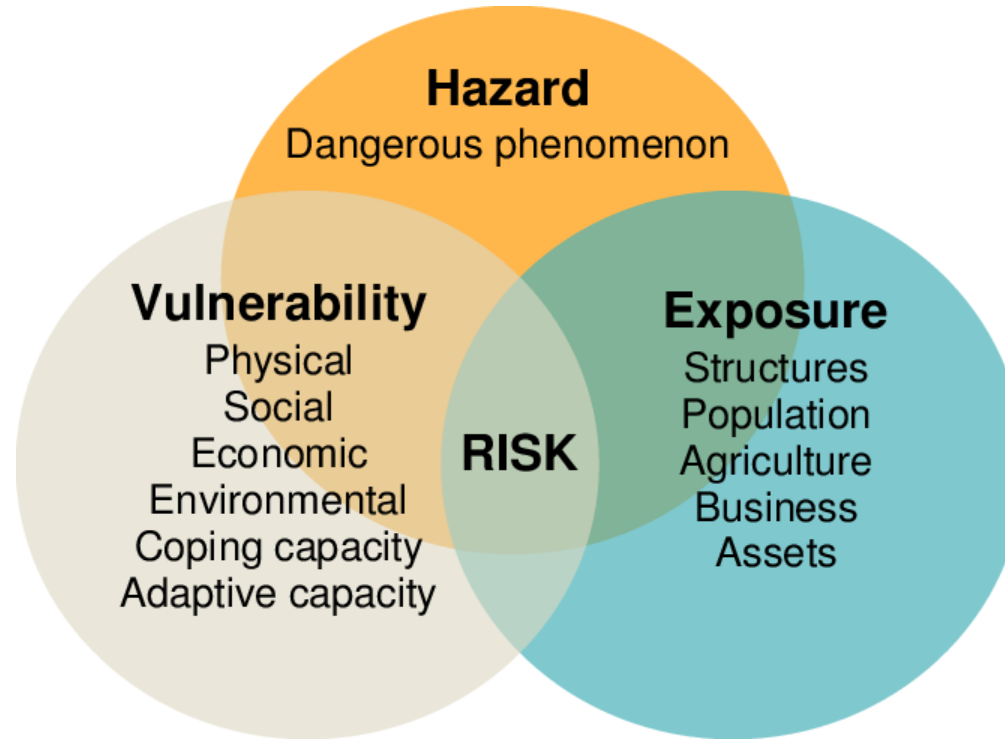 Hazard
Dangerous phenomenon
Vulnerability
Physical
Social
Economic
Environmental
Coping capacity
Adaptive capacity
RISK
Exposure
Structures
Population
Agriculture
Business
Assets